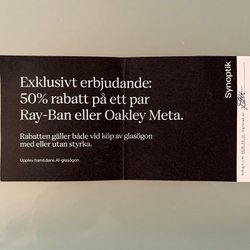 Exklusivt erbjudande:
50% rabatt på ett par
Ray-Ban eller Oakley Meta.
Rabatten gäller både vid köp av glasögon
med eller utan styrka.
Upplev framtidens AI-glasögon.
Synoptik